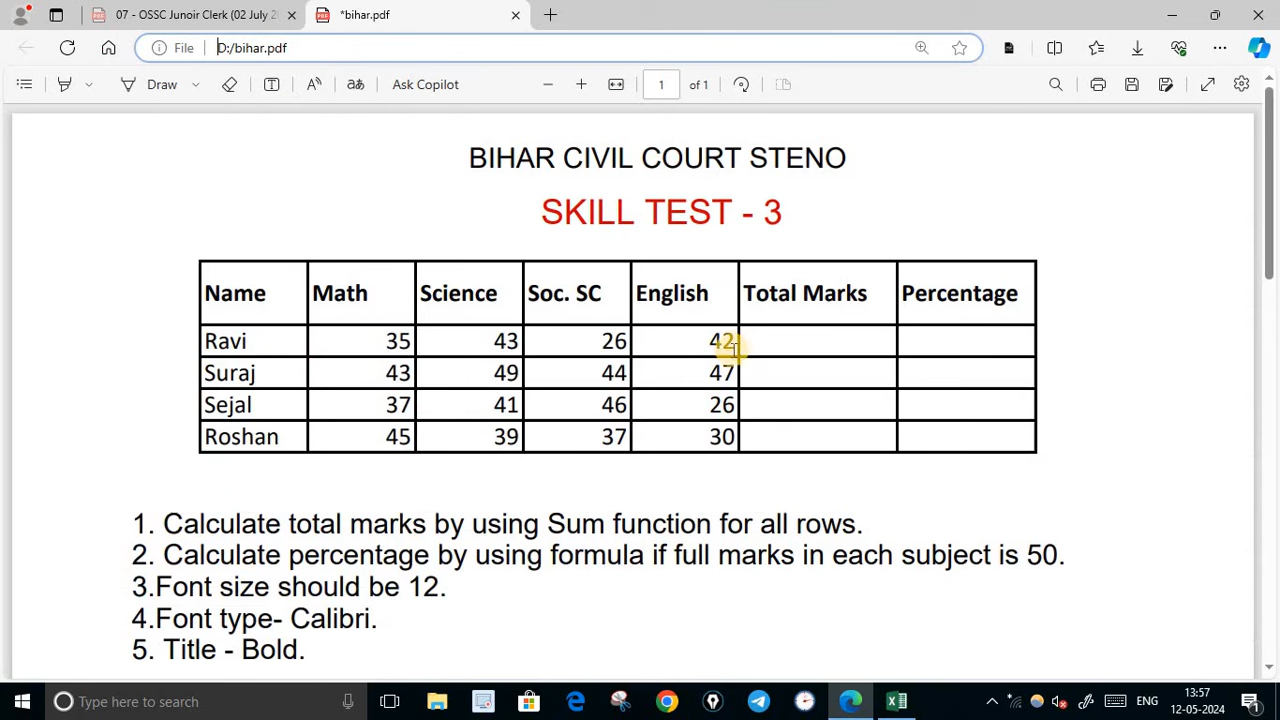 07 - OSSC Junoir Clerk (02 July 2
*bihar.pdf
File
D:/bihar.pdf
Draw
aあ
Ask Copilot
1 of 1
BIHAR CIVIL COURT STENO
SKILL TEST - 3
Name Math Science Soc. SC English Total Marks Percentage
Ravi 35 43 26 42
Suraj 43 49 44 47
Sejal 37 41 46 26
Roshan 45 39 37 30
1. Calculate total marks by using Sum function for all rows.
2. Calculate percentage by using formula if full marks in each subject is 50.
3.Font size should be 12.
4.Font type- Calibri.
5. Title - Bold.
Type here to search
ENG
13:57
12-05-2024